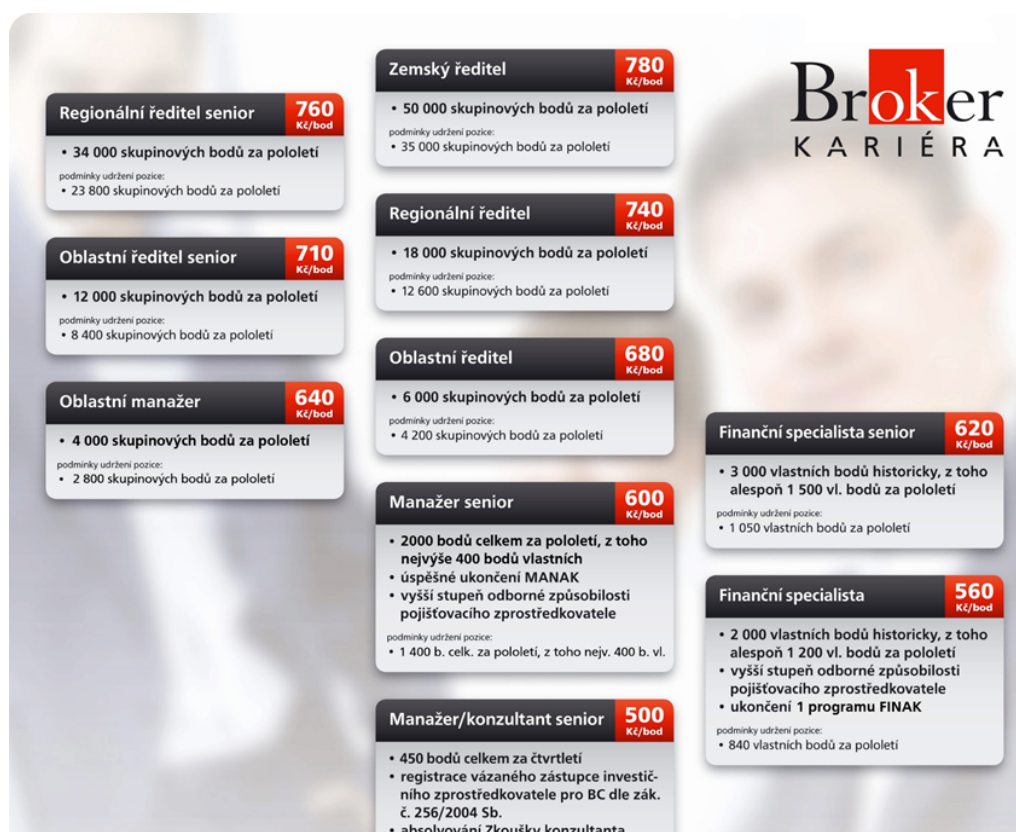 Broker
KARIÉRA
Zemský ředitel
780
Kč/bod
• 50 000 skupinových bodů za pololetí
podmínky udržení pozice:
• 35 000 skupinových bodů za pololetí
Regionální ředitel senior
760
Kč/bod
• 34 000 skupinových bodů za pololetí
podmínky udržení pozice:
• 23 800 skupinových bodů za pololetí
Regionální ředitel
740
Kč/bod
• 18 000 skupinových bodů za pololetí
podmínky udržení pozice:
• 12 600 skupinových bodů za pololetí
Oblastní ředitel senior
710
Kč/bod
• 12 000 skupinových bodů za pololetí
podmínky udržení pozice:
• 8 400 skupinových bodů za pololetí
Oblastní ředitel
680
Kč/bod
• 6 000 skupinových bodů za pololetí
podmínky udržení pozice:
• 4 200 skupinových bodů za pololetí
Oblastní manažer
640
Kč/bod
• 4 000 skupinových bodů za pololetí
podmínky udržení pozice:
• 2 800 skupinových bodů za pololetí
Finanční specialista senior
620
Kč/bod
• 3 000 vlastních bodů historicky, z toho
alespoň 1 500 vl. bodů za pololetí
podmínky udržení pozice:
• 1 050 vlastních bodů za pololetí
Manažer senior
600
Kč/bod
• 2000 bodů celkem za pololetí, z toho
nejvýše 400 bodů vlastních
• úspěšné ukončení MANAK
• vyšší stupeň odborné způsobilosti
pojišťovacího zprostředkovatele
podmínky udržení pozice:
• 1 400 b. celk. za pololetí, z toho nejv. 400 b. vl.
Finanční specialista
560
Kč/bod
• 2 000 vlastních bodů historicky, z toho
alespoň 1 200 vl. bodů za pololetí
• vyšší stupeň odborné způsobilosti
pojišťovacího zprostředkovatele
• ukončení 1 programu FINAK
podmínky udržení pozice:
• 840 vlastních bodů za pololetí
Manažer/konzultant senior
500
Kč/bod
• 450 bodů celkem za čtvrtletí
• registrace vázaného zástupce investič-
ního zprostředkovatele pro BC dle zák.
č. 256/2004 Sb.
• absolvování Zkoušky konzultanta